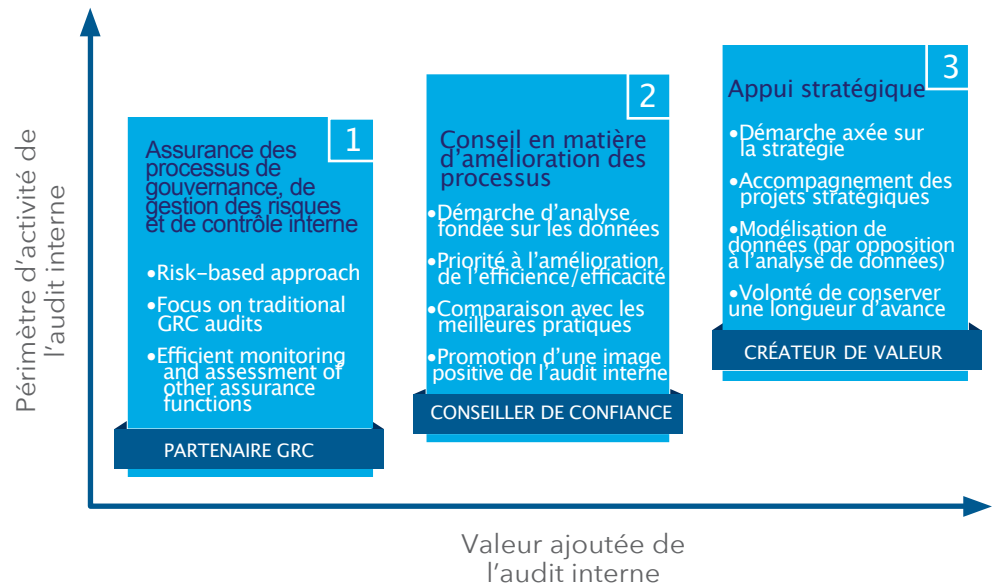 Périmètre d'activité de
l'audit interne
1
Assurance des
processus de
gouvernance, de
gestion des risques
et de contrôle interne
•Risk-based approach
•Focus on traditional
GRC audits
•Efficient monitoring
and assessment of
other assurance
functions
PARTENAIRE GRC
2
Conseil en matière
d'amélioration des
processus
•Démarche d'analyse
fondée sur les données
•Priorité à l'amélioration
de l'efficience/efficacité
•Comparaison avec les
meilleures pratiques
•Promotion d'une image
positive de l'audit interne
CONSEILLER DE CONFIANCE
3
Appui stratégique
•Démarche axée sur
la stratégie
•Accompagnement des
projets stratégiques
•Modélisation de
données (par opposition
à l'analyse de données)
•Volonté de conserver
une longueur d'avance
CRÉATEUR DE VALEUR
Valeur ajoutée de
l'audit interne